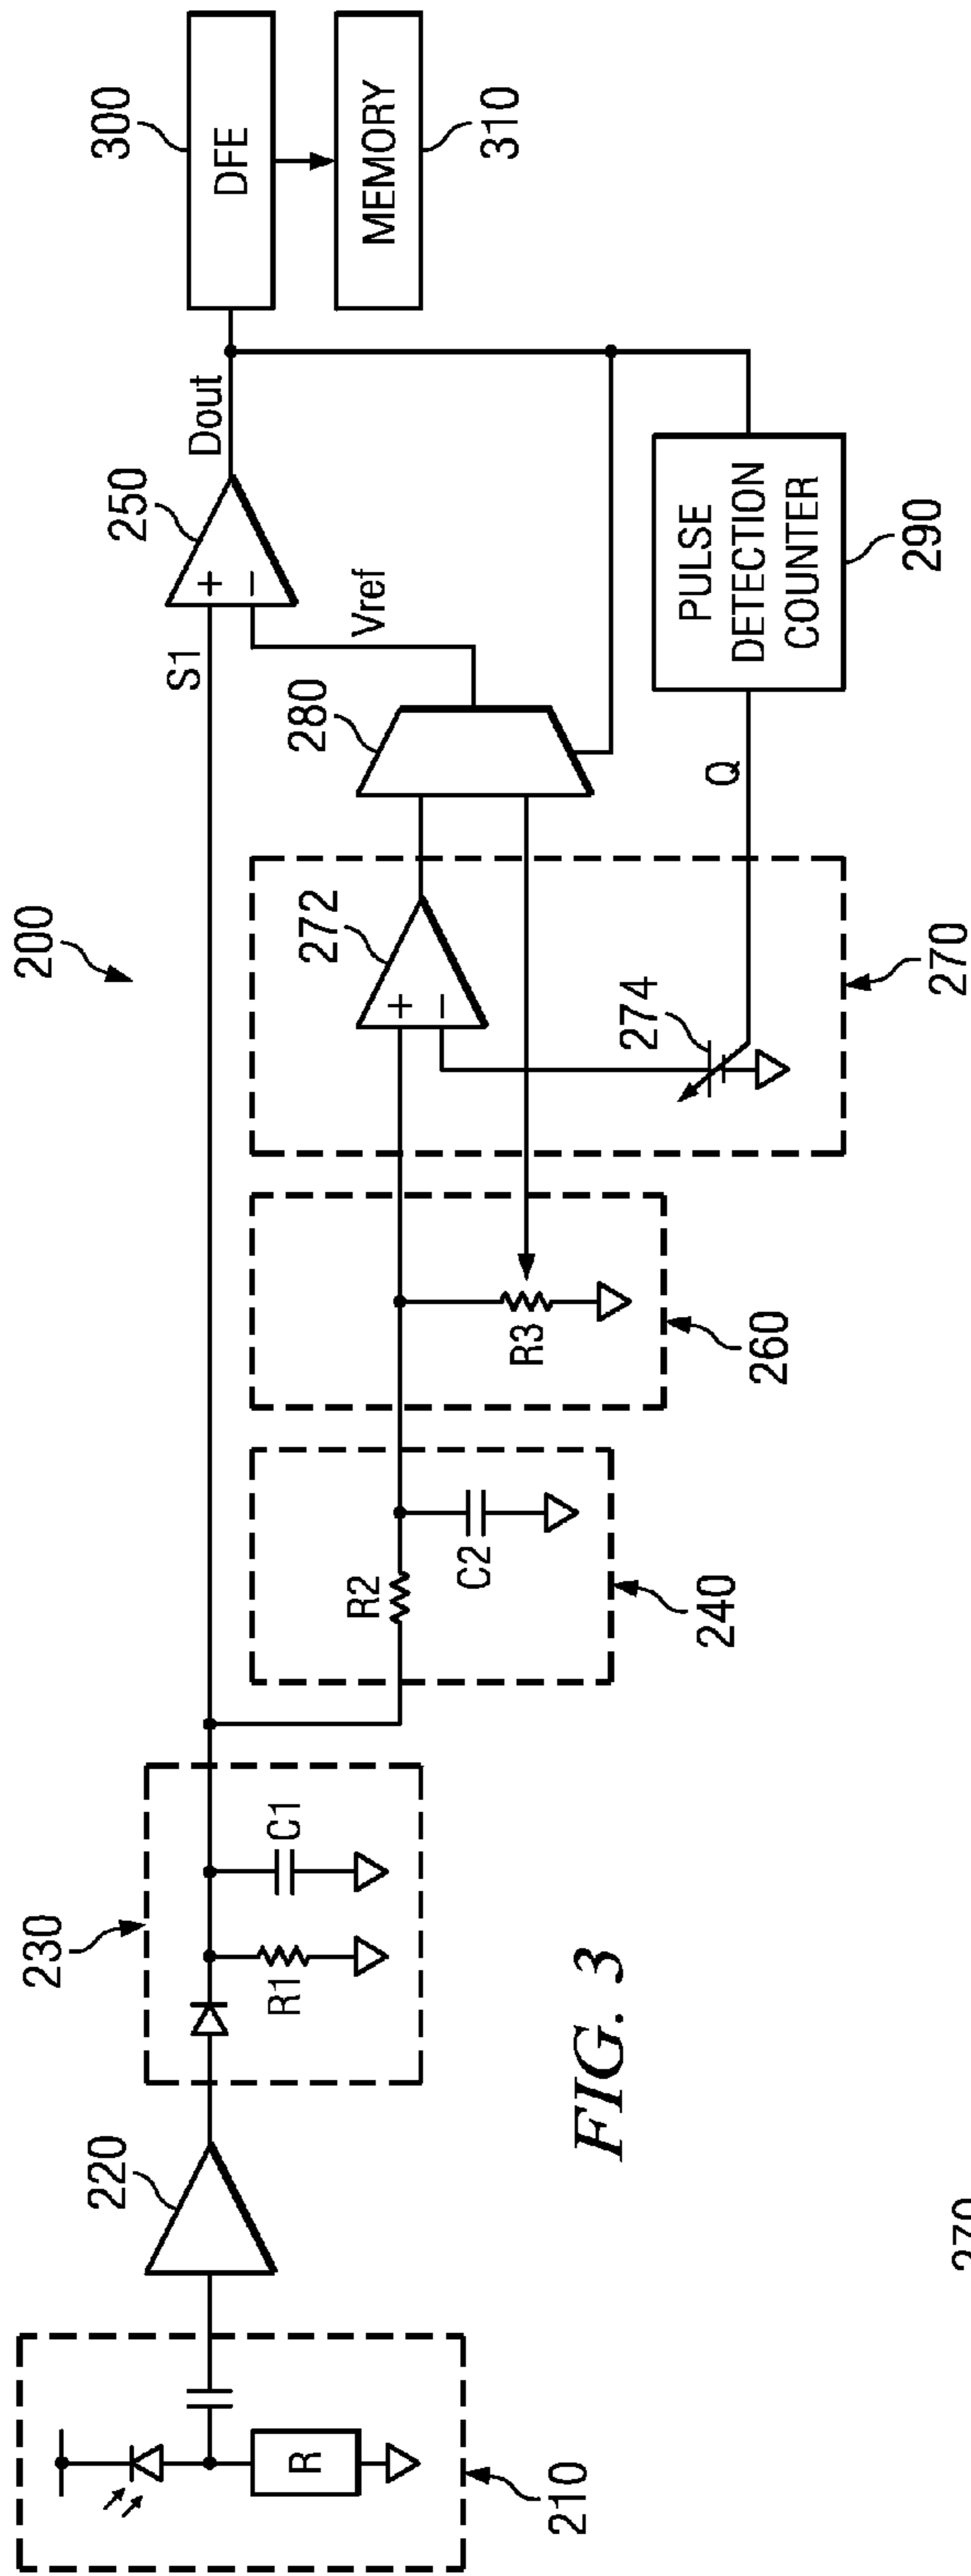 200
210
R
220
230
R1
C1
240
R2
C2
260
R3
270
272
+
−
274
Q
280
Vref
S1
250
+
−
Dout
PULSE
DETECTION
COUNTER
290
300
DFE
MEMORY
310
FIG. 3